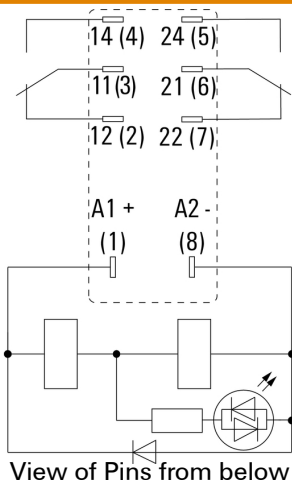 14 (4) 24 (5)
11(3) 21 (6)
12 (2) 22 (7)
A1 + A2 -
(1) (8)
View of Pins from below